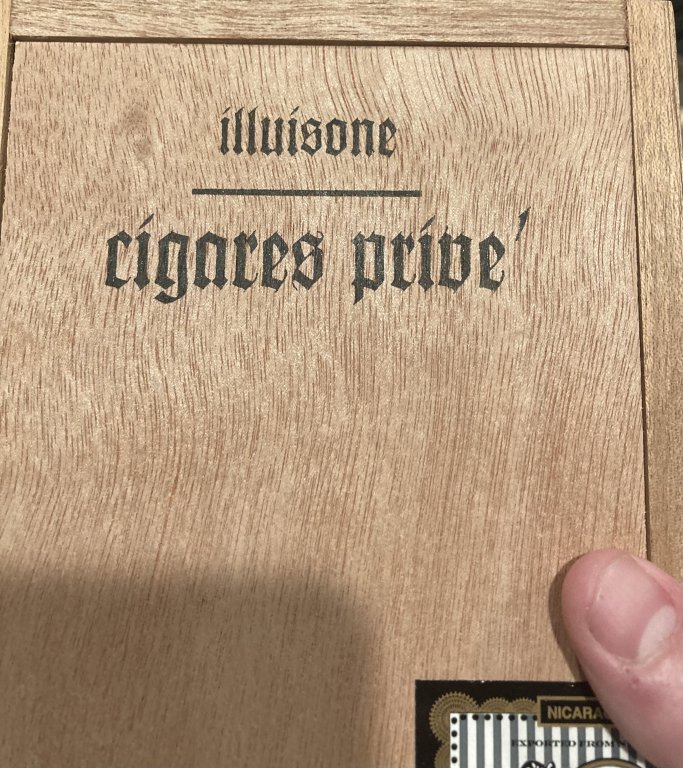 illuisone
cigares prive'
NICARA
EXPORTED FROM